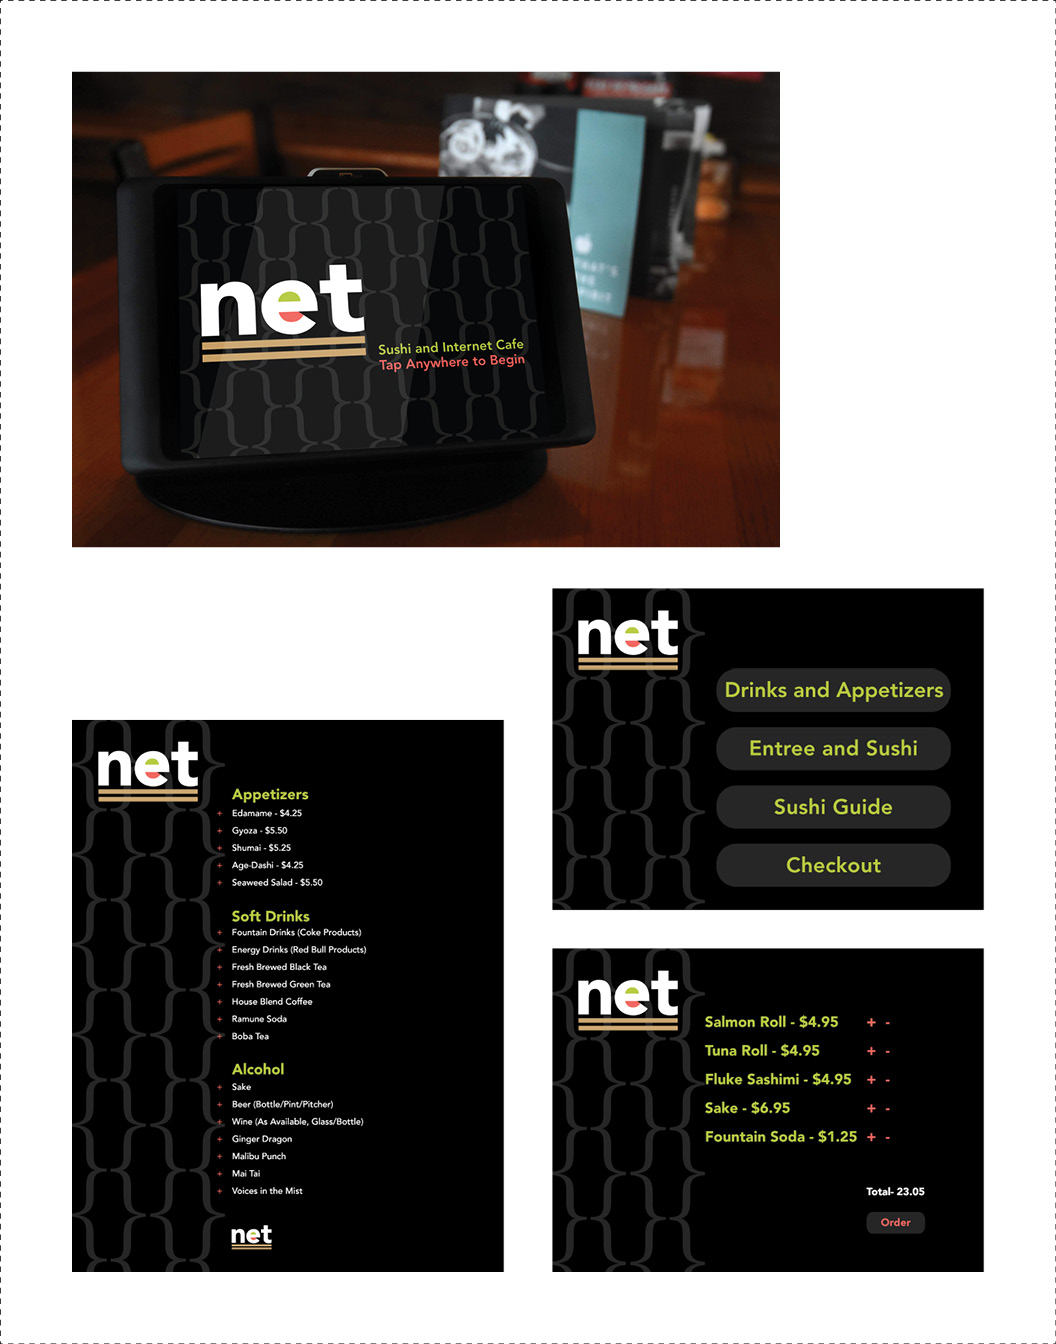 net
Sushi and Internet Cafe
Tap Anywhere to Begin
net
Drinks and Appetizers
Entree and Sushi
Sushi Guide
Checkout
net
Appetizers
+ Edamame - $4.25
+ Gyoza - $5.50
+ Shumai - $5.25
+ Age-Dashi - $4.25
+ Seaweed Salad - $5.50
Soft Drinks
+ Fountain Drinks (Coke Products)
+ Energy Drinks (Red Bull Products)
+ Fresh Brewed Black Tea
+ Fresh Brewed Green Tea
+ House Blend Coffee
+ Ramune Soda
+ Boba Tea
Alcohol
+ Sake
+ Beer (Bottle/Pint/Pitcher)
+ Wine (As Available, Glass/Bottle)
+ Ginger Dragon
+ Malibu Punch
+ Mai Tai
+ Voices in the Mist
net
net
Salmon Roll - $4.95 + -
Tuna Roll - $4.95 + -
Fluke Sashimi - $4.95 + -
Sake - $6.95 + -
Fountain Soda - $1.25 + -
Total- 23.05
Order